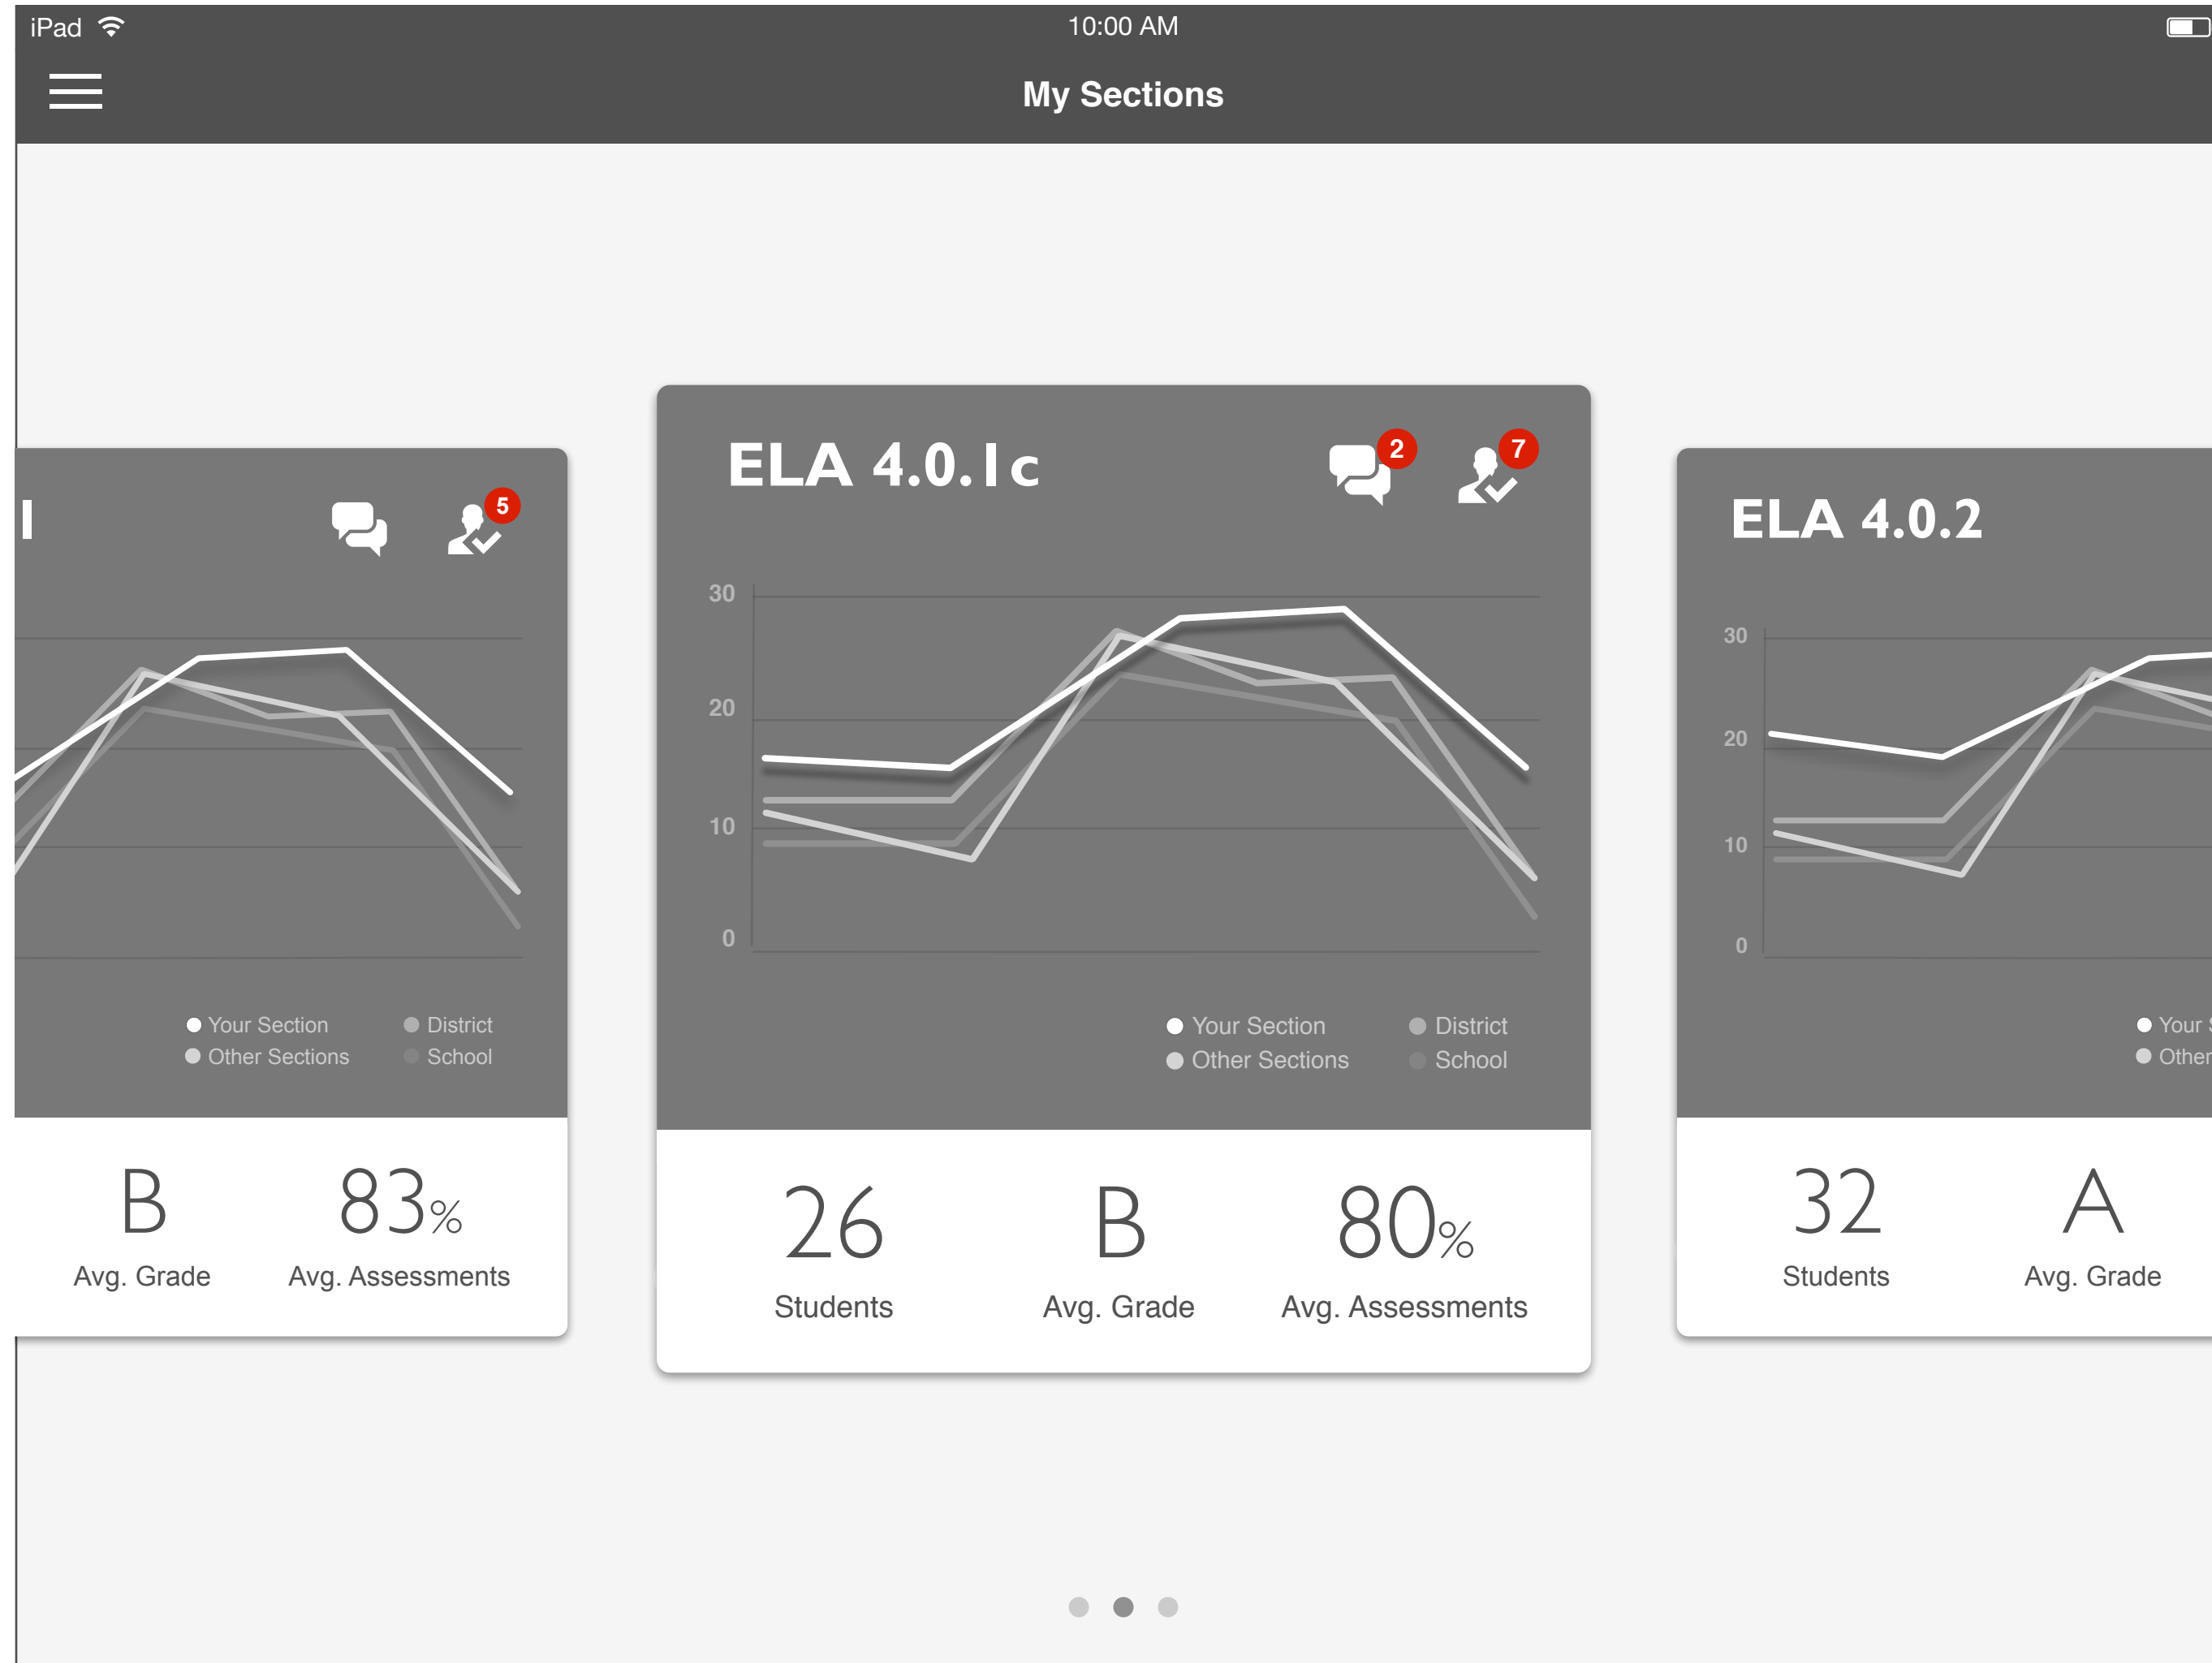 iPad
10:00 AM
My Sections
5
Your Section
District
Other Sections
School
B
83%
Avg. Grade
Avg. Assessments
ELA 4.0.1c
2
7
30
20
10
0
Your Section
District
Other Sections
School
26
B
80%
Students
Avg. Grade
Avg. Assessments
ELA 4.0.2
30
20
10
0
Your
Other
32
A
Students
Avg. Grade